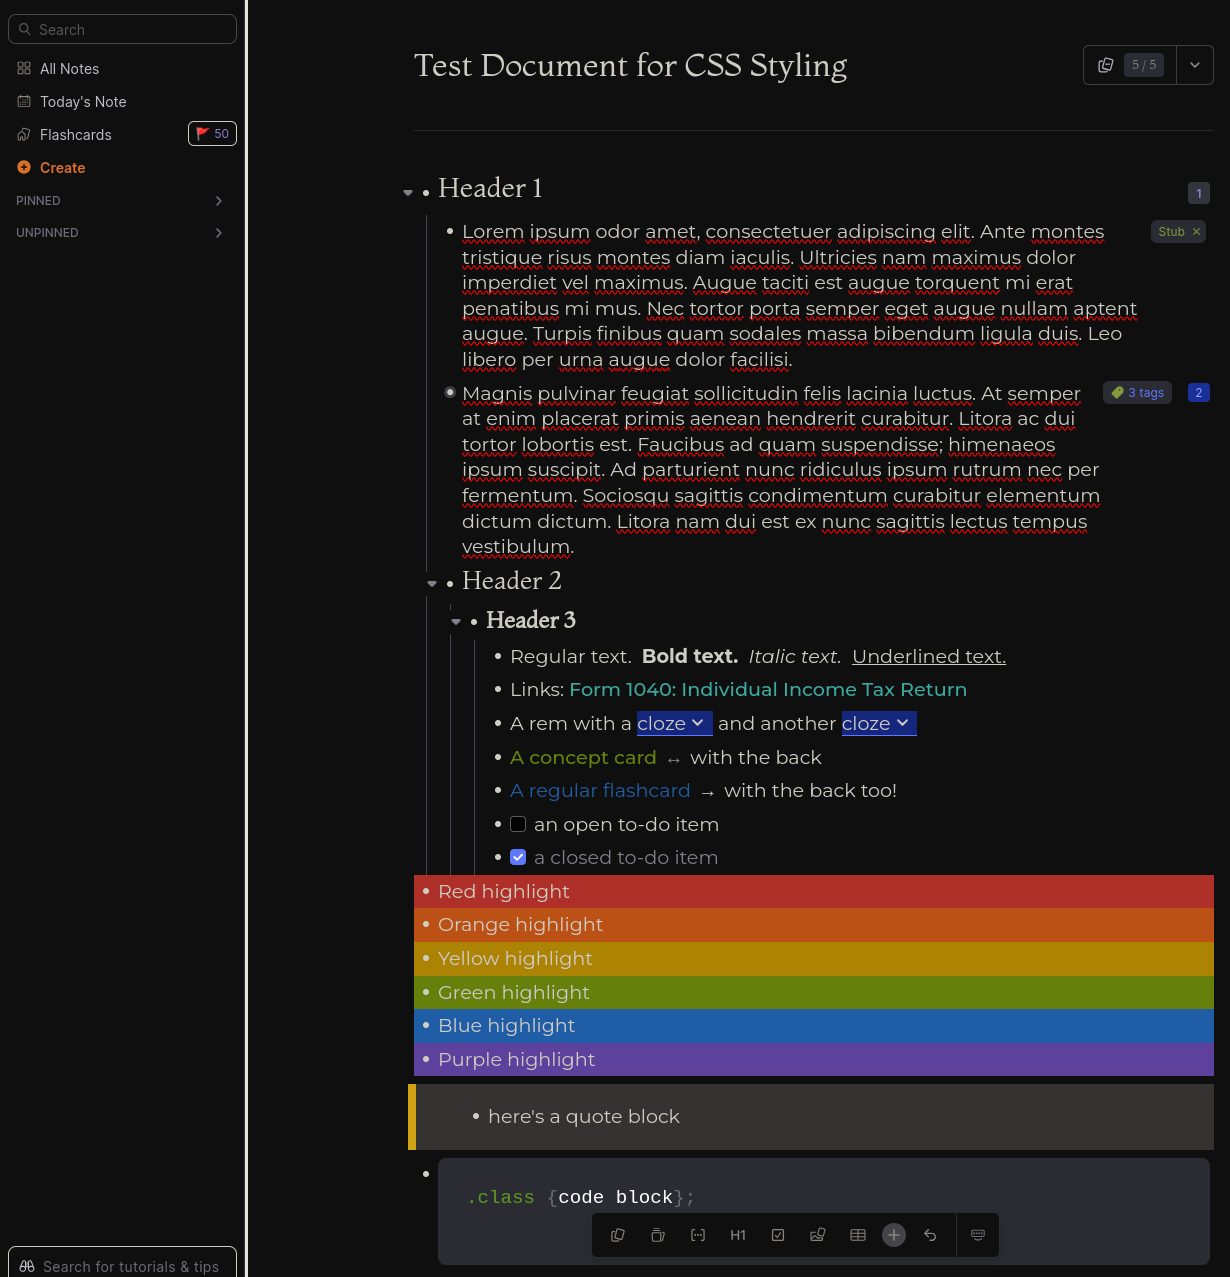 Search
All Notes
Today's Note
Flashcards 50
Create
PINNED
UNPINNED
Search for tutorials & tips
Test Document for CSS Styling
5 / 5
Header 1
1
Lorem ipsum odor amet, consectetuer adipiscing elit. Ante montes
Stub ×
tristique risus montes diam iaculis. Ultricies nam maximus dolor
imperdiet vel maximus. Augue taciti est augue torquent mi erat
penatibus mi mus. Nec tortor porta semper eget augue nullam aptent
augue. Turpis finibus quam sodales massa bibendum ligula duis. Leo
libero per urna augue dolor facilisi.
Magnis pulvinar feugiat sollicitudin felis lacinia luctus. At semper
3 tags
2
at enim placerat primis aenean hendrerit curabitur. Litora ac dui
tortor lobortis est. Faucibus ad quam suspendisse; himenaeos
ipsum suscipit. Ad parturient nunc ridiculus ipsum rutrum nec per
fermentum. Sociosqu sagittis condimentum curabitur elementum
dictum dictum. Litora nam dui est ex nunc sagittis lectus tempus
vestibulum.
Header 2
Header 3
Regular text. Bold text. Italic text. Underlined text.
Links: Form 1040: Individual Income Tax Return
A rem with a cloze and another cloze
A concept card ↔ with the back
A regular flashcard → with the back too!
an open to-do item
a closed to-do item
Red highlight
Orange highlight
Yellow highlight
Green highlight
Blue highlight
Purple highlight
here's a quote block
.class {code block};
H1